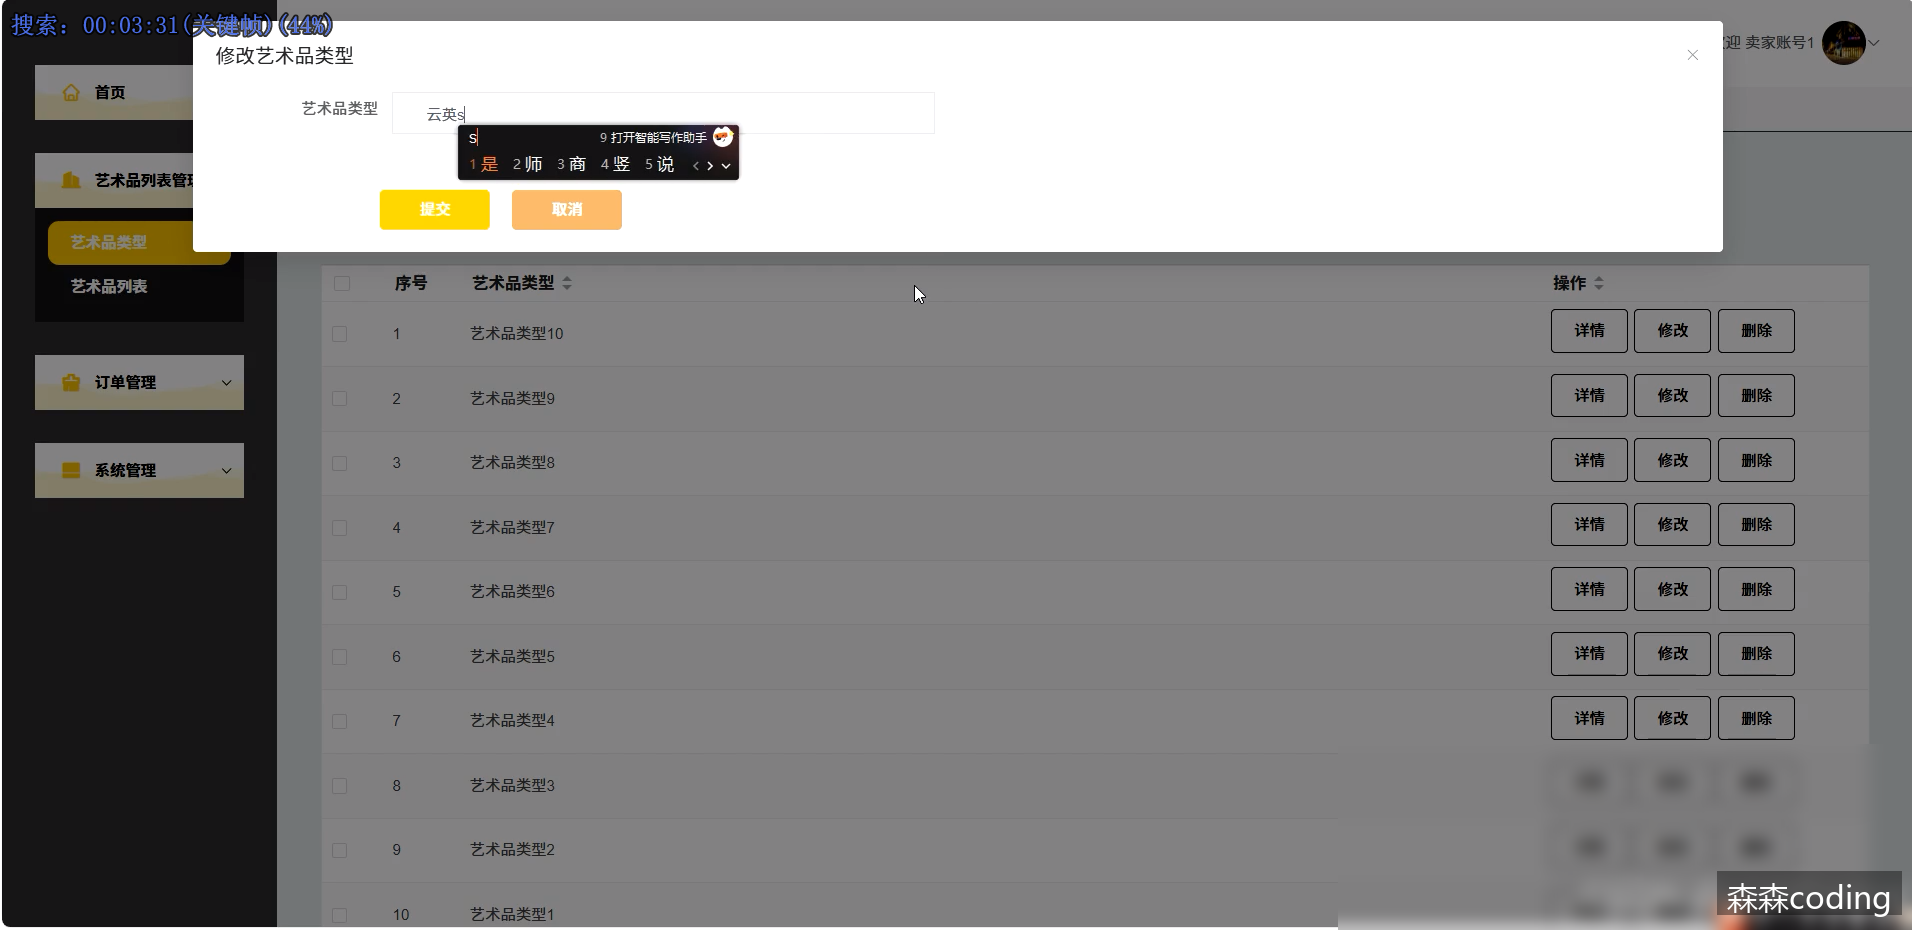 搜索: 00:03:31(关键帧)(44%)
修改艺术品类型
迎 卖家账号1
首页
艺术品类型 云英s
s 9 打开智能写作助手
1 是 2 师 3 商 4 竖 5 说
艺术品列表管理
提交 取消
艺术品类型
艺术品列表
序号 艺术品类型 操作
1 艺术品类型10 详情 修改 删除
2 艺术品类型9 详情 修改 删除
订单管理
3 艺术品类型8 详情 修改 删除
系统管理
4 艺术品类型7 详情 修改 删除
5 艺术品类型6 详情 修改 删除
6 艺术品类型5 详情 修改 删除
7 艺术品类型4 详情 修改 删除
8 艺术品类型3
9 艺术品类型2
10 艺术品类型1
森森coding